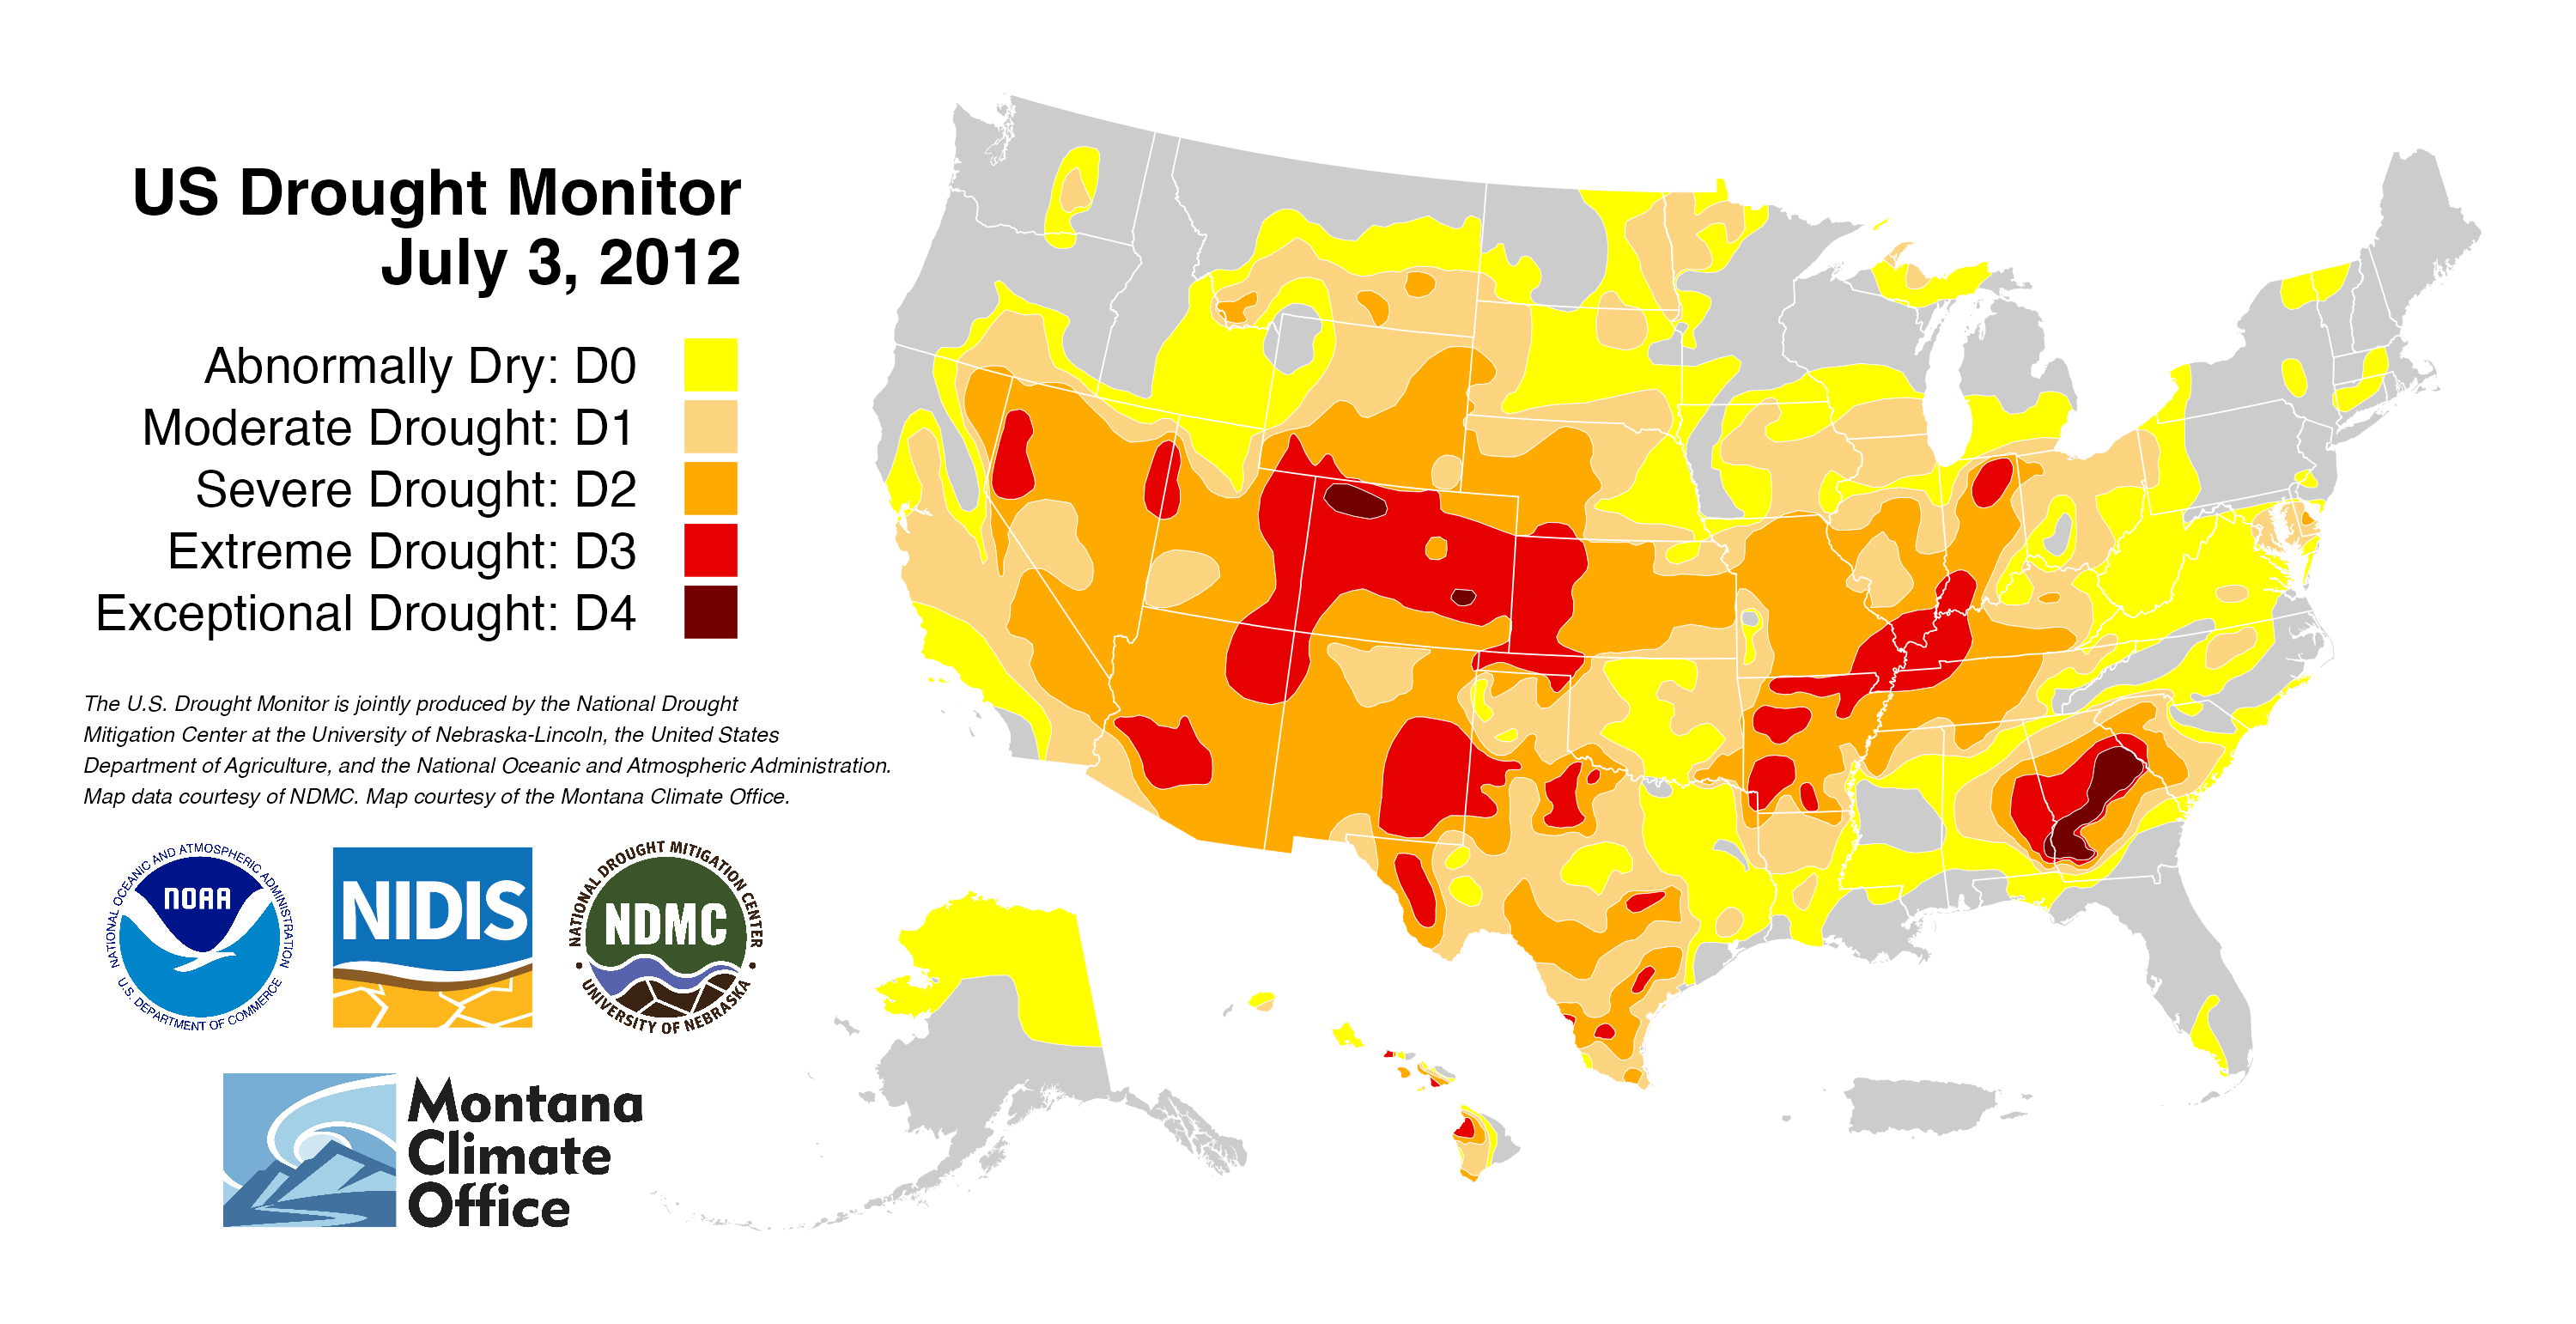 US Drought Monitor
July 3, 2012
Abnormally Dry: D0
Moderate Drought: D1
Severe Drought: D2
Extreme Drought: D3
Exceptional Drought: D4
The U.S. Drought Monitor is jointly produced by the National Drought
Mitigation Center at the University of Nebraska-Lincoln, the United States
Department of Agriculture, and the National Oceanic and Atmospheric Administration.
Map data courtesy of NDMC. Map courtesy of the Montana Climate Office.
NATIONAL OCEANIC AND ATMOSPHERIC ADMINISTRATION
NOAA
U.S. DEPARTMENT OF COMMERCE
NIDIS
NATIONAL DROUGHT MITIGATION CENTER
NDMC
UNIVERSITY OF NEBRASKA
Montana
Climate
Office